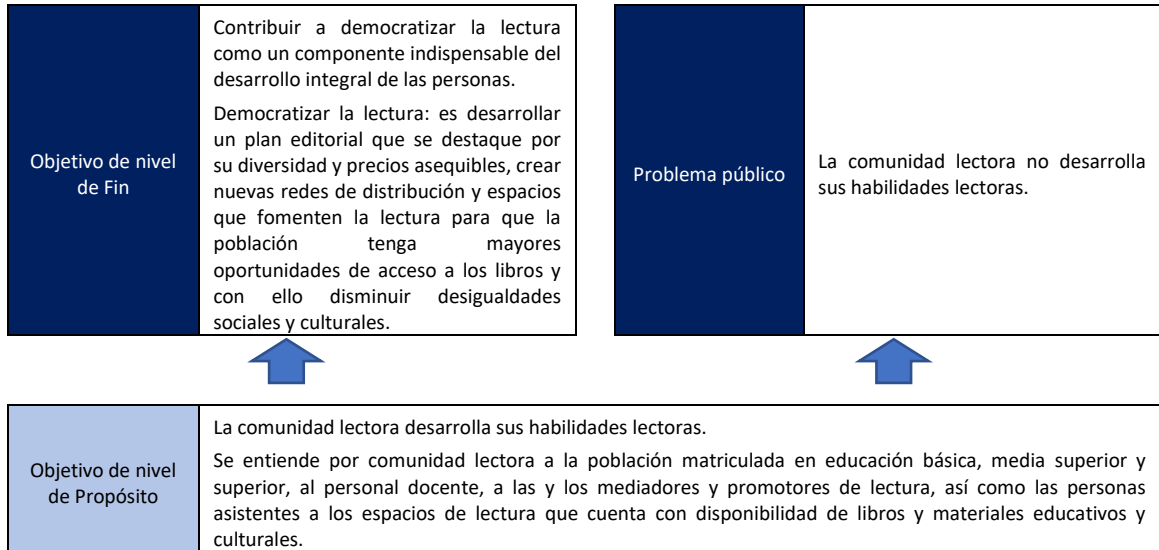 Objetivo de nivel
de Fin
Contribuir a democratizar la lectura
como un componente indispensable del
desarrollo integral de las personas.
Democratizar la lectura: es desarrollar
un plan editorial que se destaque por
su diversidad y precios asequibles, crear
nuevas redes de distribución y espacios
que fomenten la lectura para que la
población tenga mayores
oportunidades de acceso a los libros y
con ello disminuir desigualdades
sociales y culturales.
Problema público
La comunidad lectora no desarrolla
sus habilidades lectoras.
Objetivo de nivel
de Propósito
La comunidad lectora desarrolla sus habilidades lectoras.
Se entiende por comunidad lectora a la población matriculada en educación básica, media superior y
superior, al personal docente, a las y los mediadores y promotores de lectura, así como las personas
asistentes a los espacios de lectura que cuenta con disponibilidad de libros y materiales educativos y
culturales.